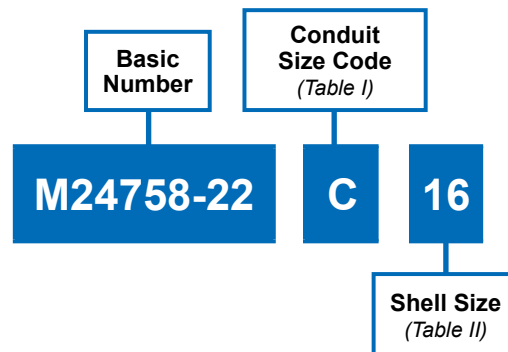 Basic
Number
Conduit
Size Code
(Table I)
M24758-22
C
16
Shell Size
(Table II)